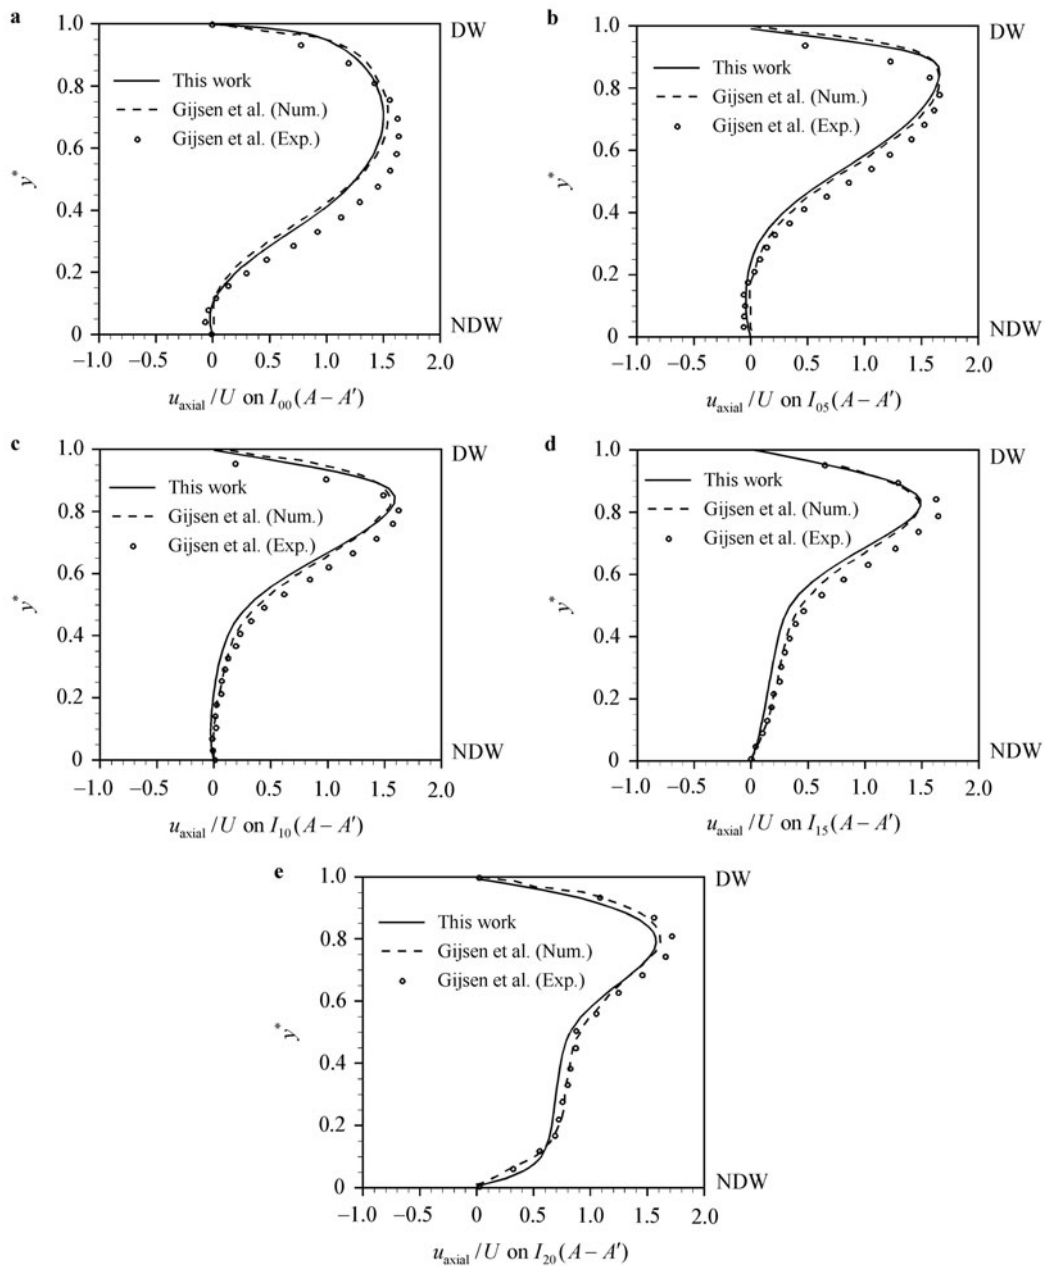 a
1.0
0.8
0.6
0.4
0.2
0
y*
DW
NDW
This work
Gijsen et al. (Num.)
Gijsen et al. (Exp.)
−1.0 −0.5 0 0.5 1.0 1.5 2.0
u_axial /U on I_00 (A − A′)
b
1.0
0.8
0.6
0.4
0.2
0
y*
DW
NDW
This work
Gijsen et al. (Num.)
Gijsen et al. (Exp.)
−1.0 −0.5 0 0.5 1.0 1.5 2.0
u_axial /U on I_05 (A − A′)
c
1.0
0.8
0.6
0.4
0.2
0
y*
DW
NDW
This work
Gijsen et al. (Num.)
Gijsen et al. (Exp.)
−1.0 −0.5 0 0.5 1.0 1.5 2.0
u_axial /U on I_10 (A − A′)
d
1.0
0.8
0.6
0.4
0.2
0
y*
DW
NDW
This work
Gijsen et al. (Num.)
Gijsen et al. (Exp.)
−1.0 −0.5 0 0.5 1.0 1.5 2.0
u_axial /U on I_15 (A − A′)
e
1.0
0.8
0.6
0.4
0.2
0
y*
DW
NDW
This work
Gijsen et al. (Num.)
Gijsen et al. (Exp.)
−1.0 −0.5 0 0.5 1.0 1.5 2.0
u_axial /U on I_20 (A − A′)